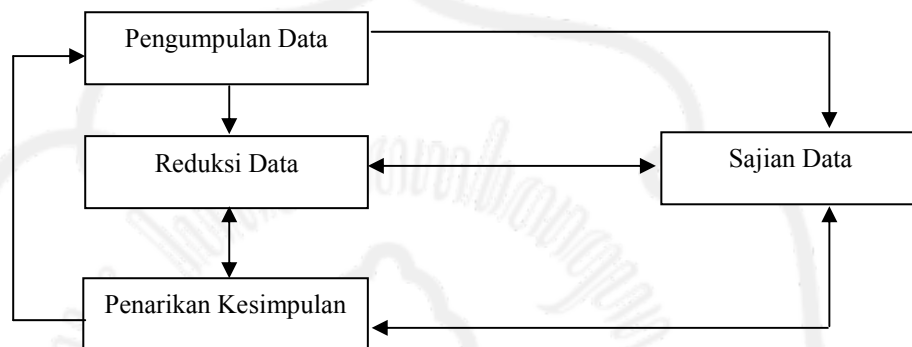 Pengumpulan Data
Reduksi Data
Sajian Data
Penarikan Kesimpulan